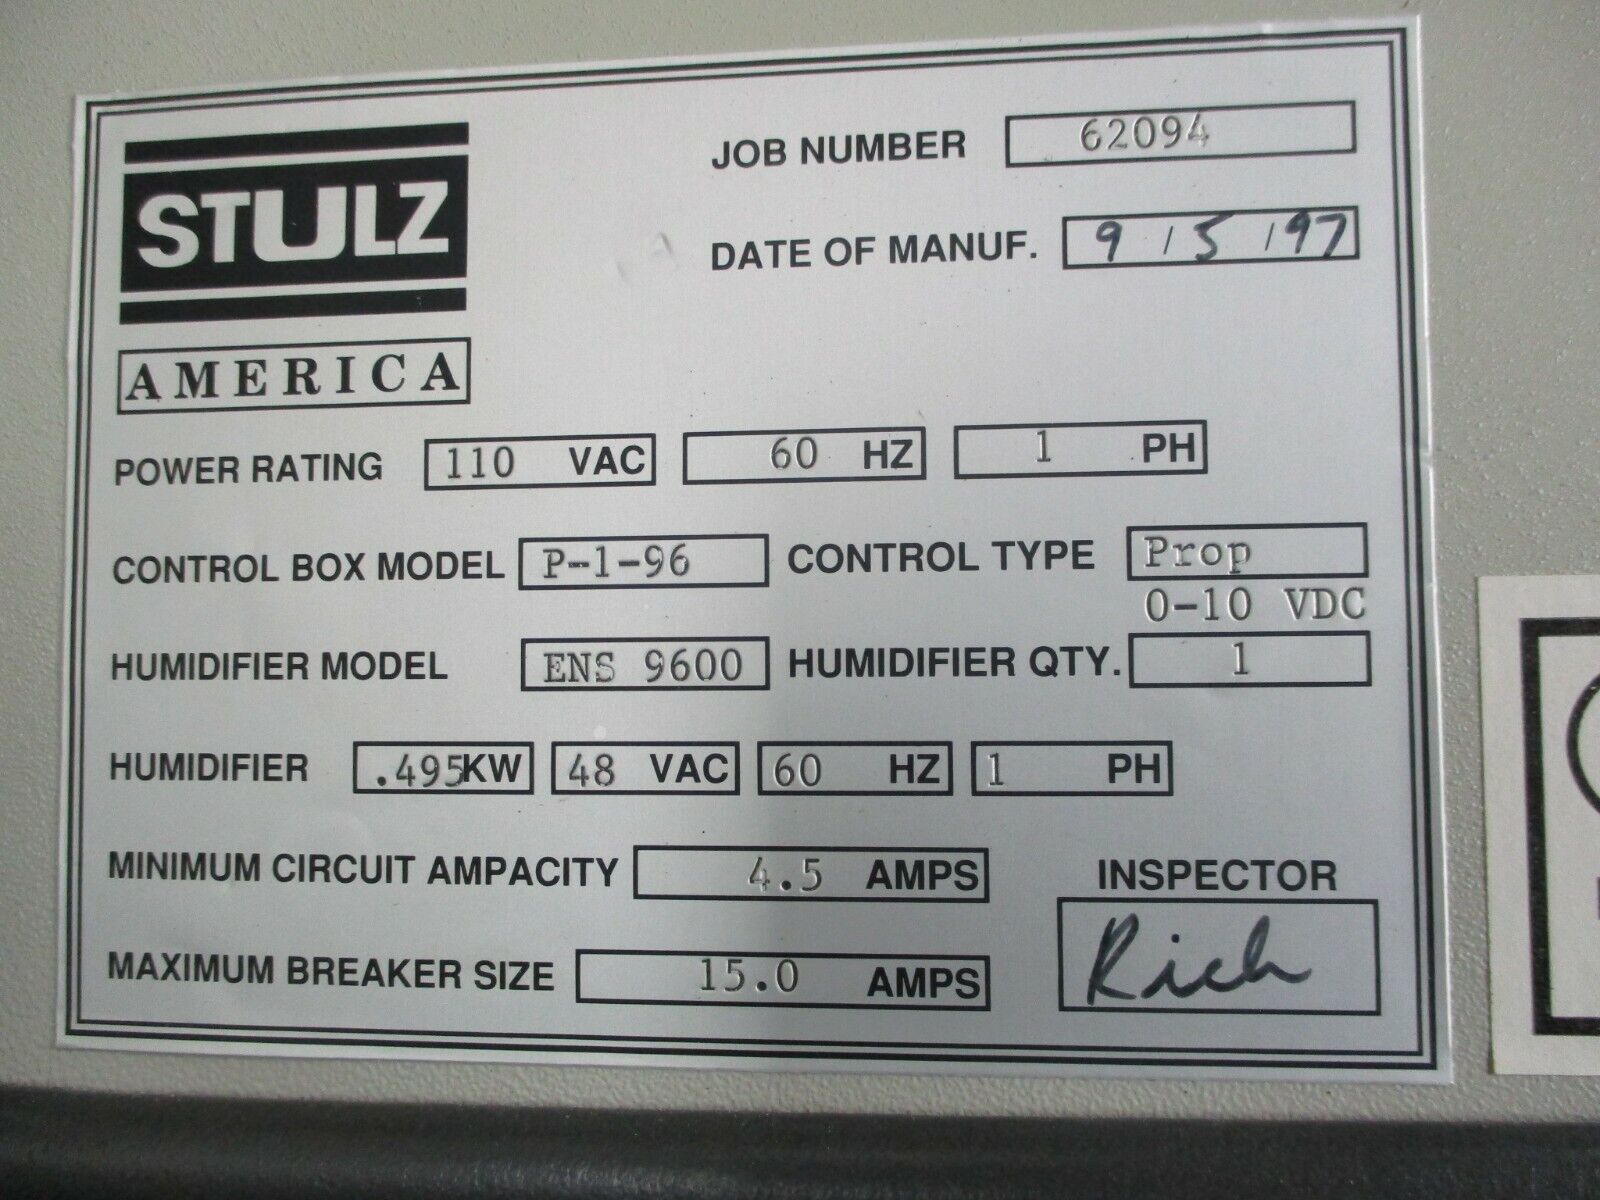 STULZ
AMERICA
JOB NUMBER 62094
DATE OF MANUF. 9 / 5 / 97
POWER RATING 110 VAC 60 HZ 1 PH
CONTROL BOX MODEL P-1-96 CONTROL TYPE Prop
0-10 VDC
HUMIDIFIER MODEL ENS 9600 HUMIDIFIER QTY. 1
HUMIDIFIER .495KW 48 VAC 60 HZ 1 PH
MINIMUM CIRCUIT AMPACITY 4.5 AMPS
MAXIMUM BREAKER SIZE 15.0 AMPS
INSPECTOR
Rich